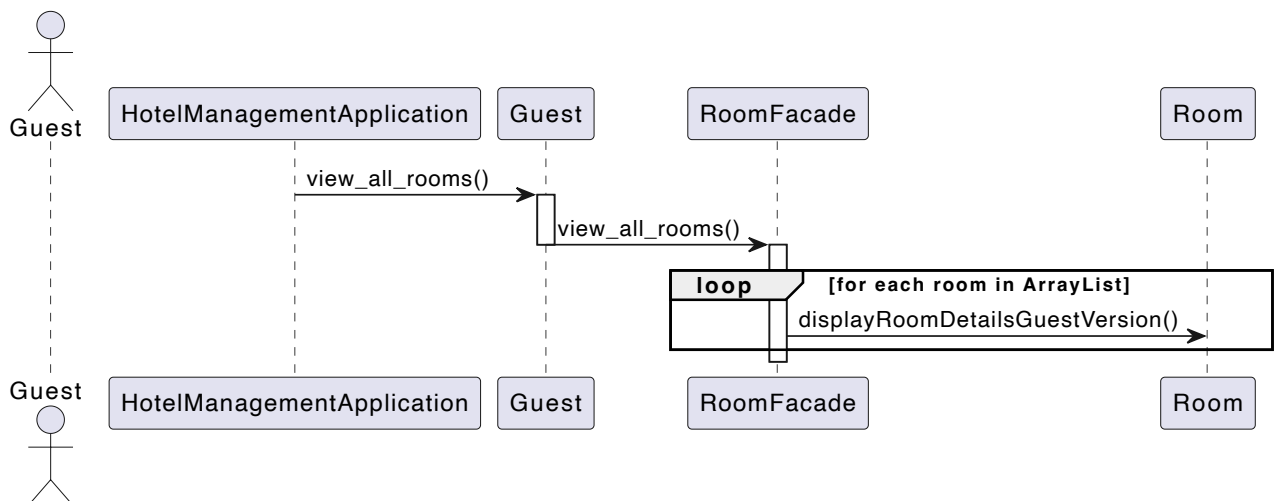 Guest
HotelManagementApplication
Guest
RoomFacade
Room
view_all_rooms()
view_all_rooms()
loop
[for each room in ArrayList]
displayRoomDetailsGuestVersion()
Guest
HotelManagementApplication
Guest
RoomFacade
Room